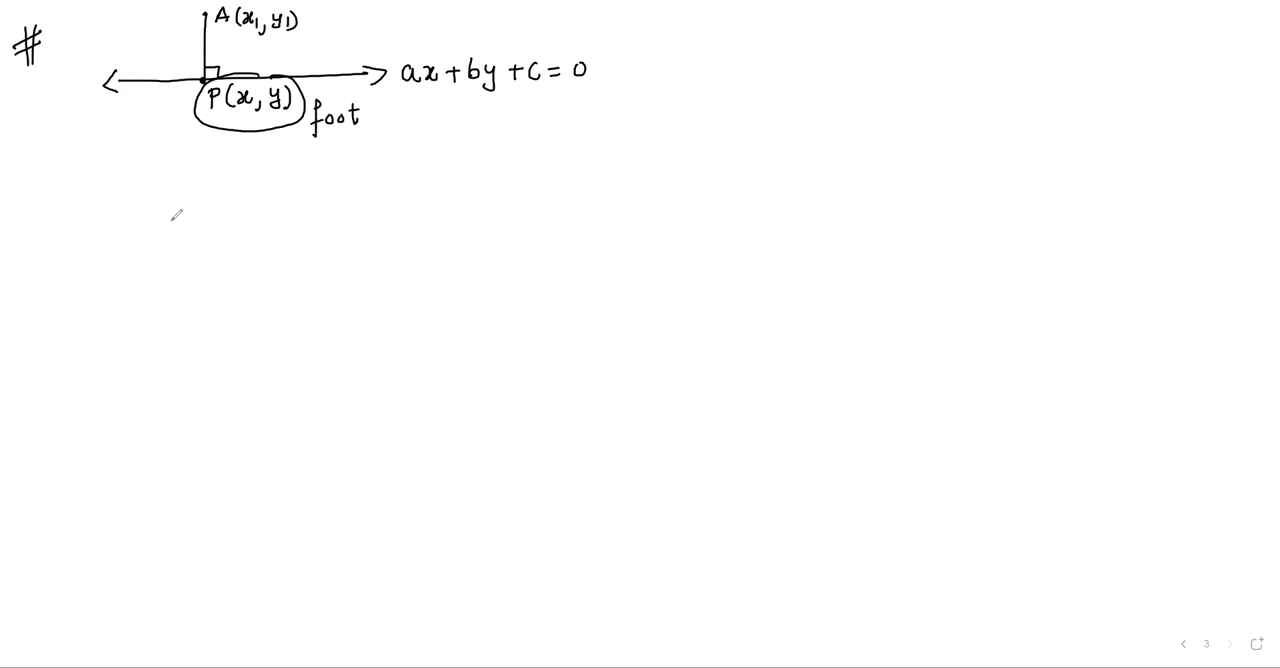 #
A(x₁, y₁)
ax + by + c = 0
P(x, y)
foot
3